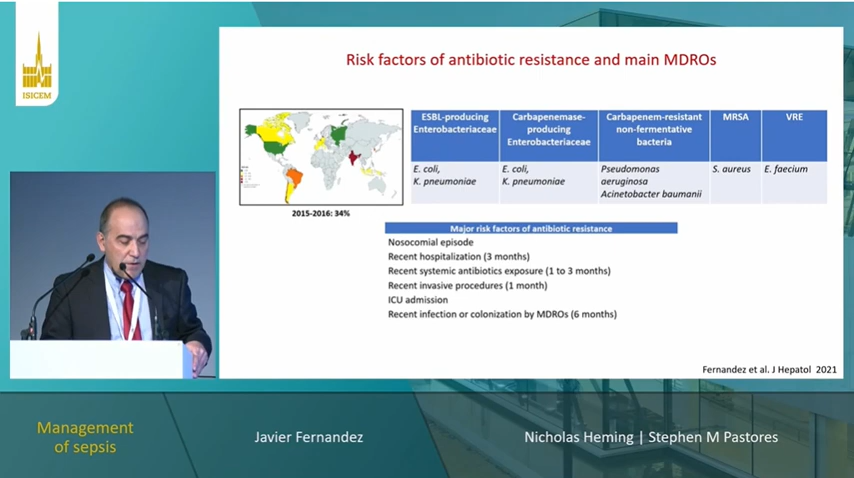 ISICEM
Risk factors of antibiotic resistance and main MDROs
ESBL-producing
Enterobacteriaceae
Carbapenemase-
producing
Enterobacteriaceae
Carbapenem-resistant
non-fermentative
bacteria
MRSA
VRE
E. coli,
K. pneumoniae
E. coli,
K. pneumoniae
Pseudomonas
aeruginosa
Acinetobacter baumanii
S. aureus
E. faecium
2015-2016: 34%
Major risk factors of antibiotic resistance
Nosocomial episode
Recent hospitalization (3 months)
Recent systemic antibiotics exposure (1 to 3 months)
Recent invasive procedures (1 month)
ICU admission
Recent infection or colonization by MDROs (6 months)
Fernandez et al. J Hepatol 2021
Management
of sepsis
Javier Fernandez
Nicholas Heming | Stephen M Pastores